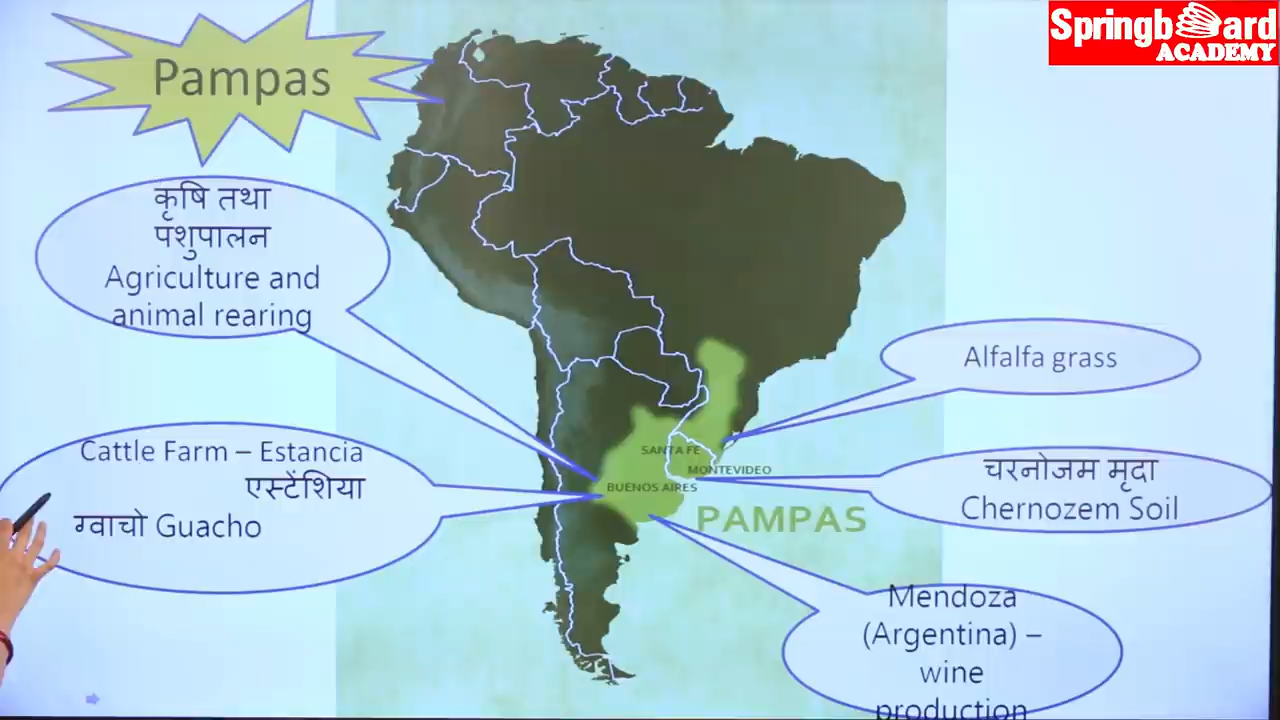 Springboard
ACADEMY
Pampas
कृषि तथा
पशुपालन
Agriculture and
animal rearing
Cattle Farm – Estancia
एस्टेंशिया
ग्वाचो Guacho
SANTA FE
MONTEVIDEO
BUENOS AIRES
PAMPAS
Alfalfa grass
चरनोजम मृदा
Chernozem Soil
Mendoza
(Argentina) –
wine
production